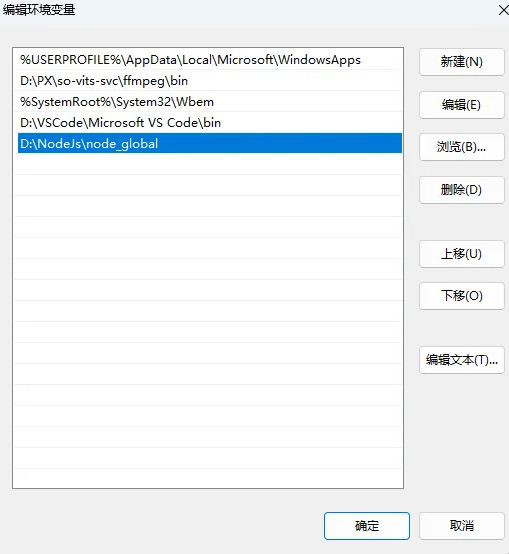 编辑环境变量
%USERPROFILE%\AppData\Local\Microsoft\WindowsApps
D:\PX\so-vits-svc\ffmpeg\bin
%SystemRoot%\System32\Wbem
D:\VSCode\Microsoft VS Code\bin
D:\NodeJs\node_global
新建(N)
编辑(E)
浏览(B)...
删除(D)
上移(U)
下移(O)
编辑文本(T)...
确定
取消